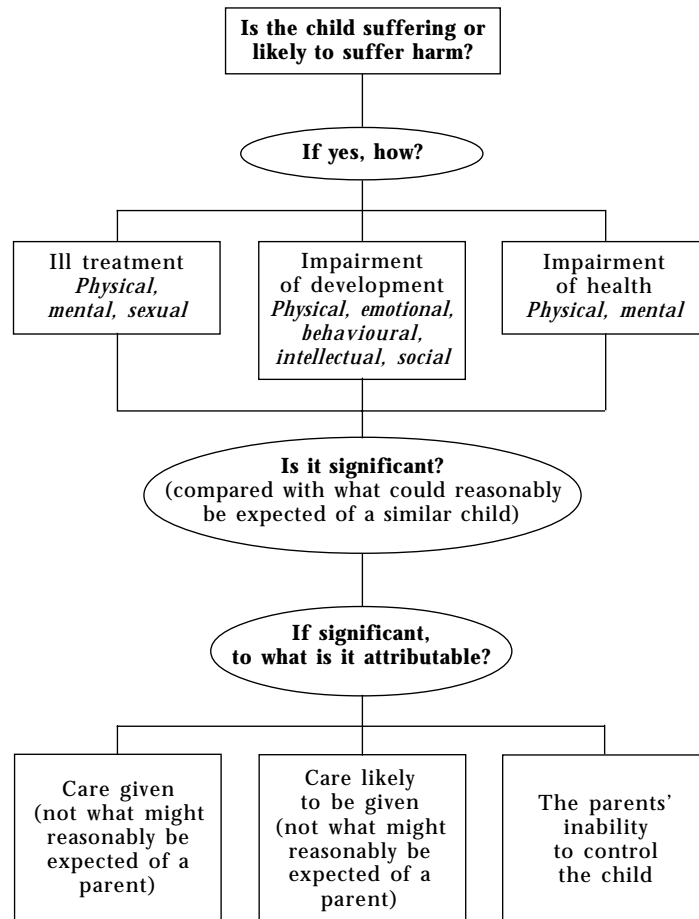 Is the child suffering or
likely to suffer harm?
If yes, how?
Ill treatment
Physical,
mental, sexual
Impairment
of development
Physical, emotional,
behavioural,
intellectual, social
Impairment
of health
Physical, mental
Is it significant?
(compared with what could reasonably
be expected of a similar child)
If significant,
to what is it attributable?
Care given
(not what might
reasonably be
expected of a
parent)
Care likely
to be given
(not what might
reasonably be
expected of a
parent)
The parents'
inability
to control
the child